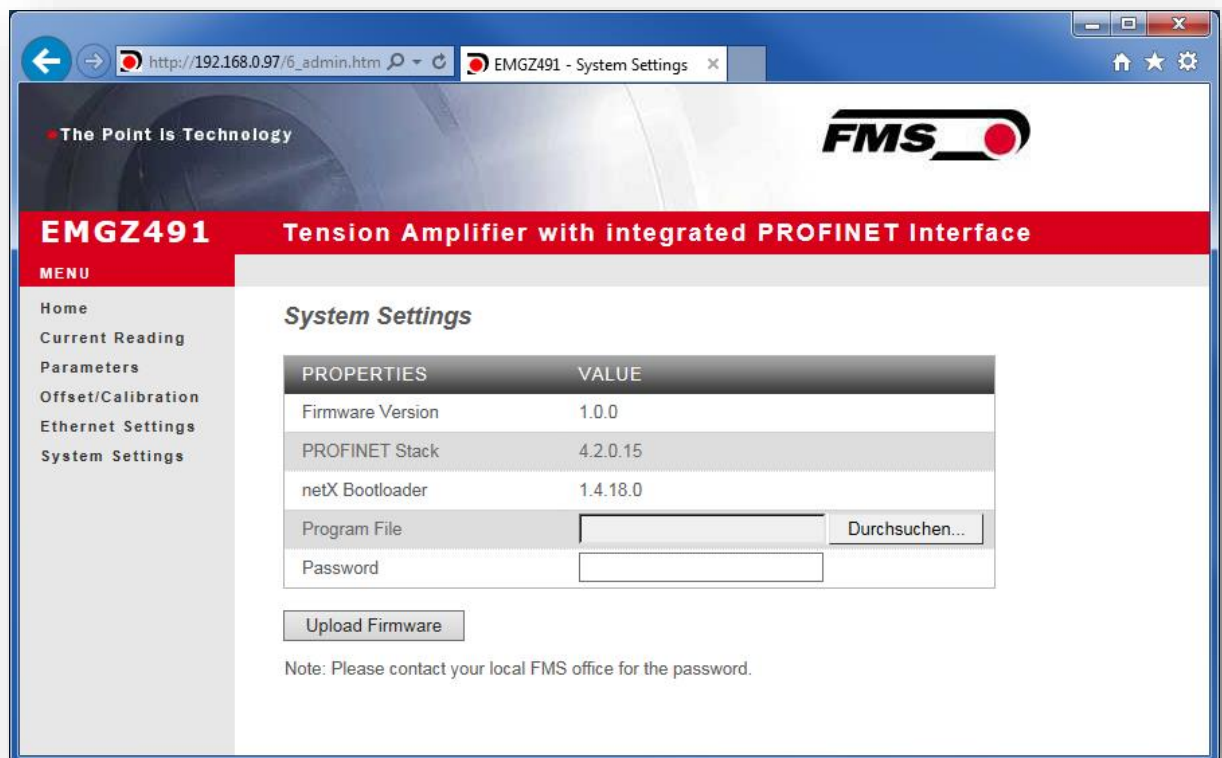 http://192.168.0.97/6_admin.htm
EMGZ491 - System Settings
The Point is Technology
FMS
EMGZ491 Tension Amplifier with integrated PROFINET Interface
MENU
Home
Current Reading
Parameters
Offset/Calibration
Ethernet Settings
System Settings
System Settings
PROPERTIES VALUE
Firmware Version 1.0.0
PROFINET Stack 4.2.0.15
netX Bootloader 1.4.18.0
Program File Durchsuchen...
Password
Upload Firmware
Note: Please contact your local FMS office for the password.